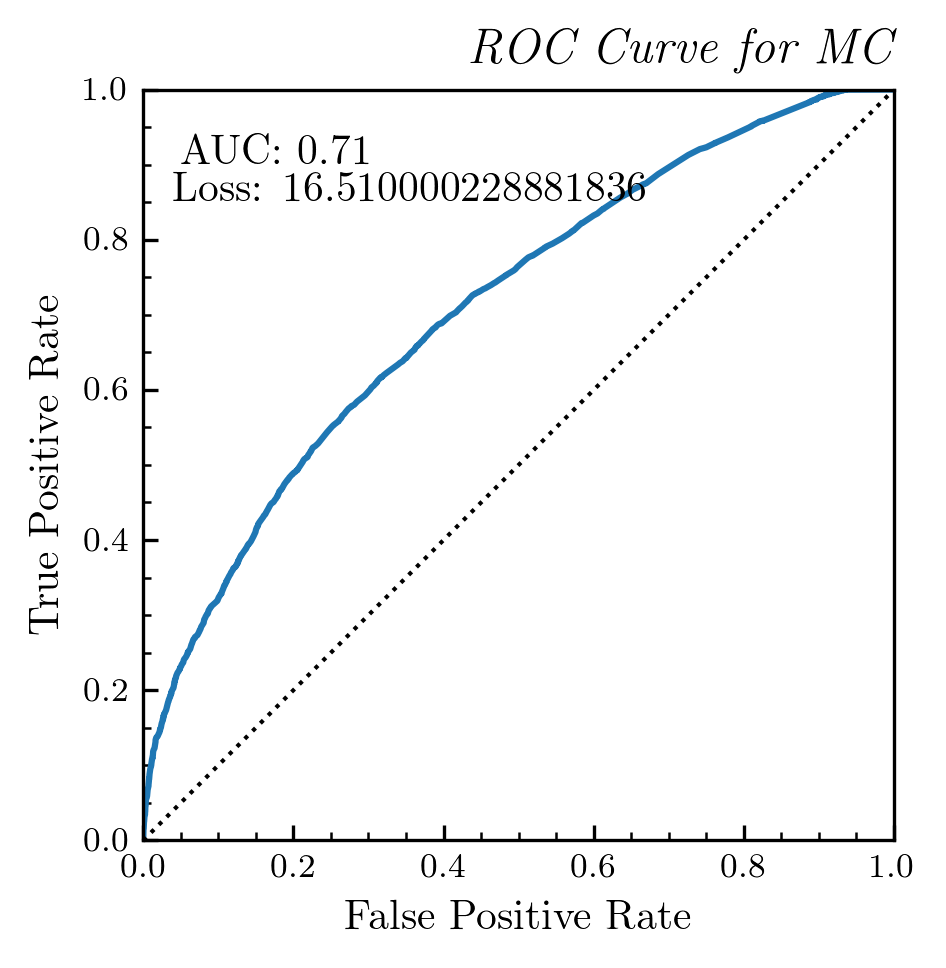 ROC Curve for MC
1.0
AUC: 0.71
Loss: 16.510000228881836
0.8
0.6
0.4
0.2
0.0
True Positive Rate
0.0 0.2 0.4 0.6 0.8 1.0
False Positive Rate